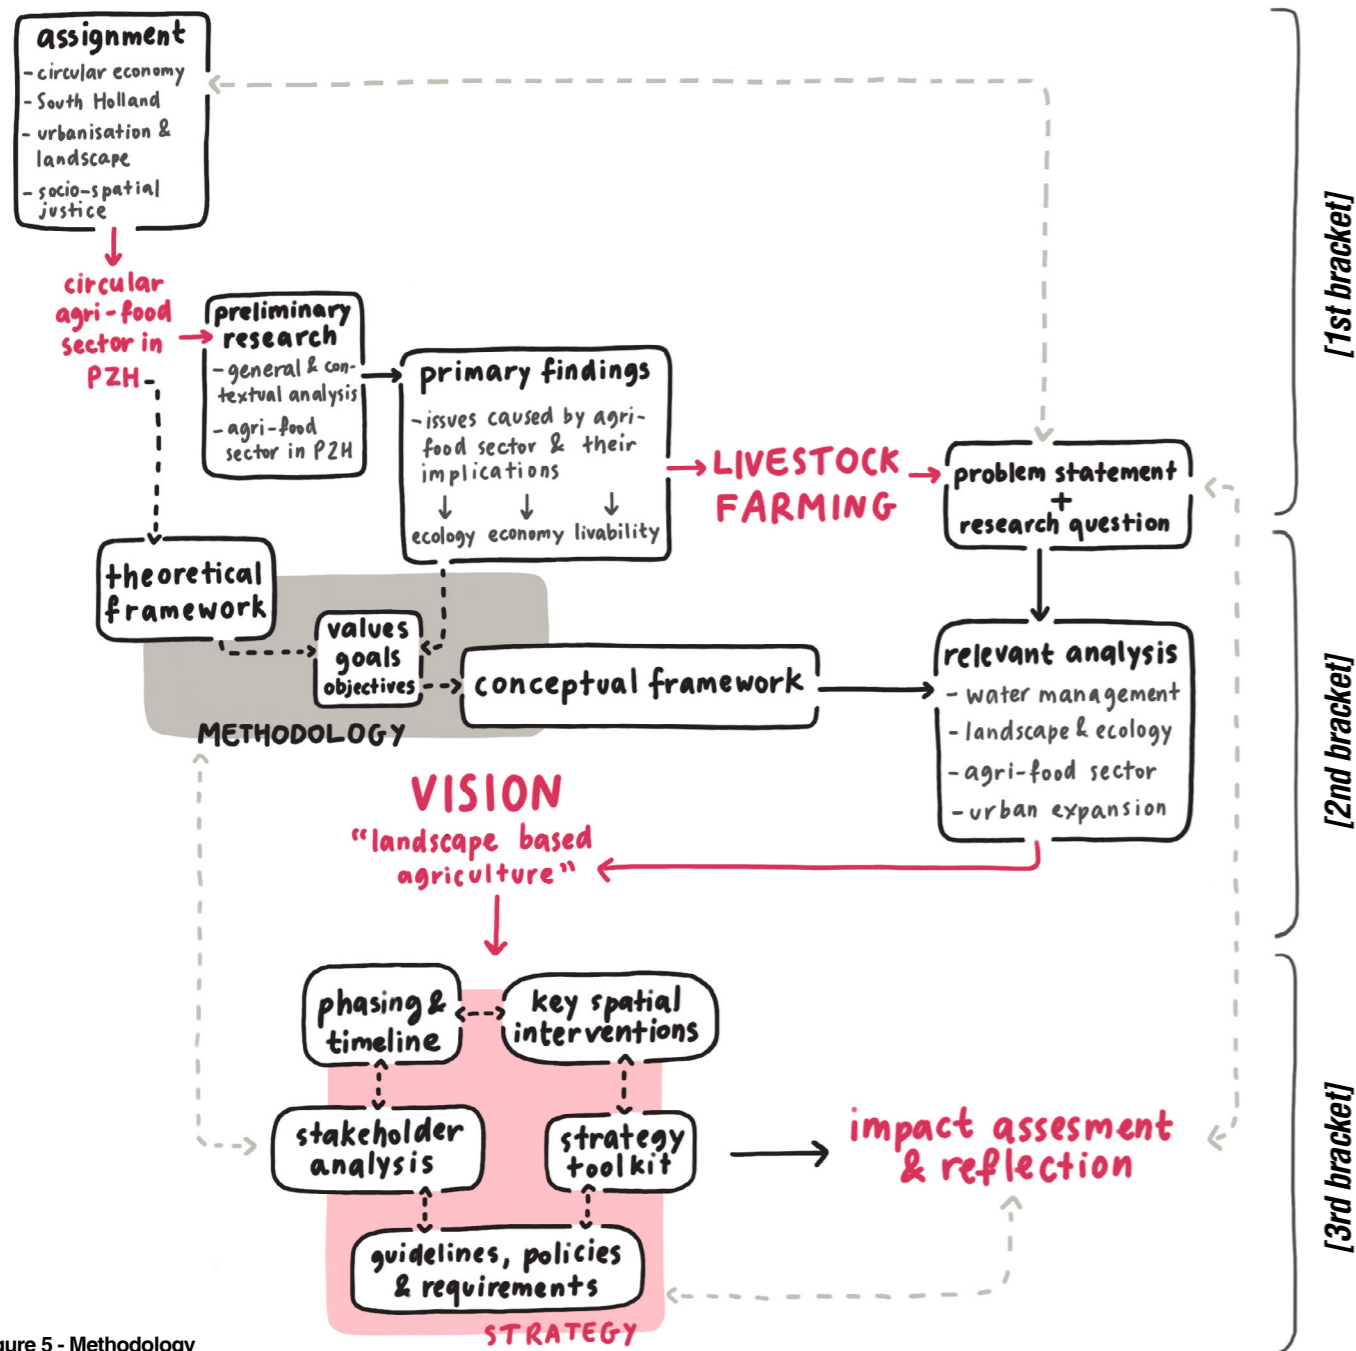 assignment
- circular economy
- South Holland
- urbanisation &
landscape
- socio-spatial
justice
circular
agri-food
sector in
PZH
preliminary
research
- general & con-
textual analysis
- agri-food
sector in PZH
primary findings
- issues caused by agri-
food sector & their
implications
ecology economy livability
LIVESTOCK
FARMING
problem statement
+
research question
[1st bracket]
theoretical
framework
values
goals
objectives
METHODOLOGY
conceptual framework
relevant analysis
- water management
- landscape & ecology
- agri-food sector
- urban expansion
VISION
"landscape based
agriculture"
[2nd bracket]
phasing &
timeline
key spatial
interventions
stakeholder
analysis
strategy
toolkit
guidelines, policies
& requirements
STRATEGY
impact assesment
& reflection
[3rd bracket]
gure 5 - Methodology